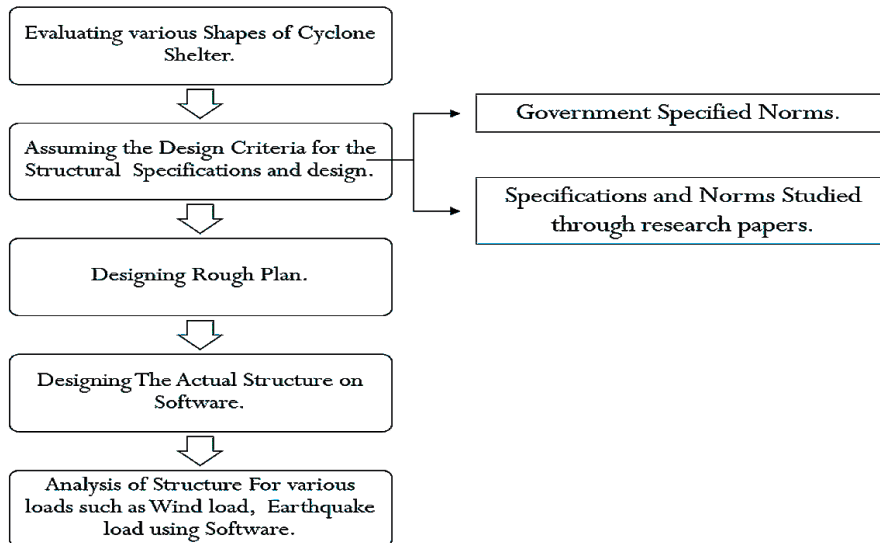 Evaluating various Shapes of Cyclone
Shelter.
Assuming the Design Criteria for the
Structural Specifications and design.
Government Specified Norms.
Specifications and Norms Studied
through research papers.
Designing Rough Plan.
Designing The Actual Structure on
Software.
Analysis of Structure For various
loads such as Wind load, Earthquake
load using Software.